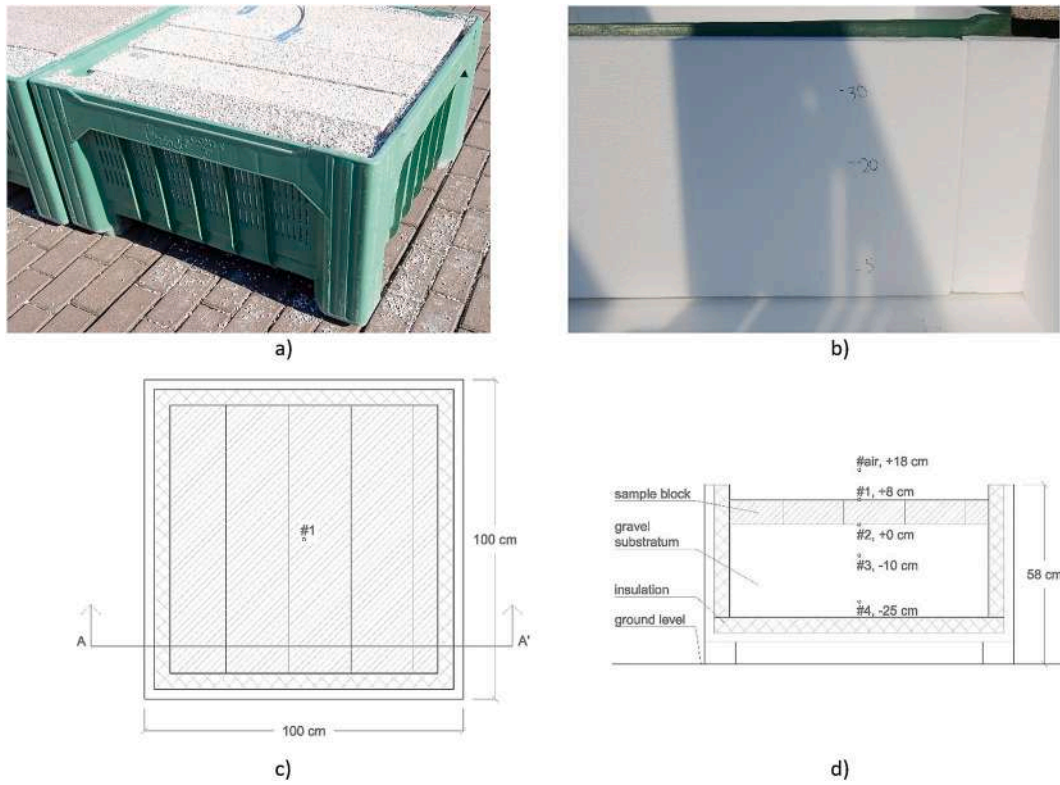 -30
-20
-5
a)
b)
#1
100 cm
A
A'
100 cm
c)
#air, +18 cm
#1, +8 cm
sample block
#2, +0 cm
gravel
substratum
#3, -10 cm
58 cm
insulation
#4, -25 cm
ground level
d)